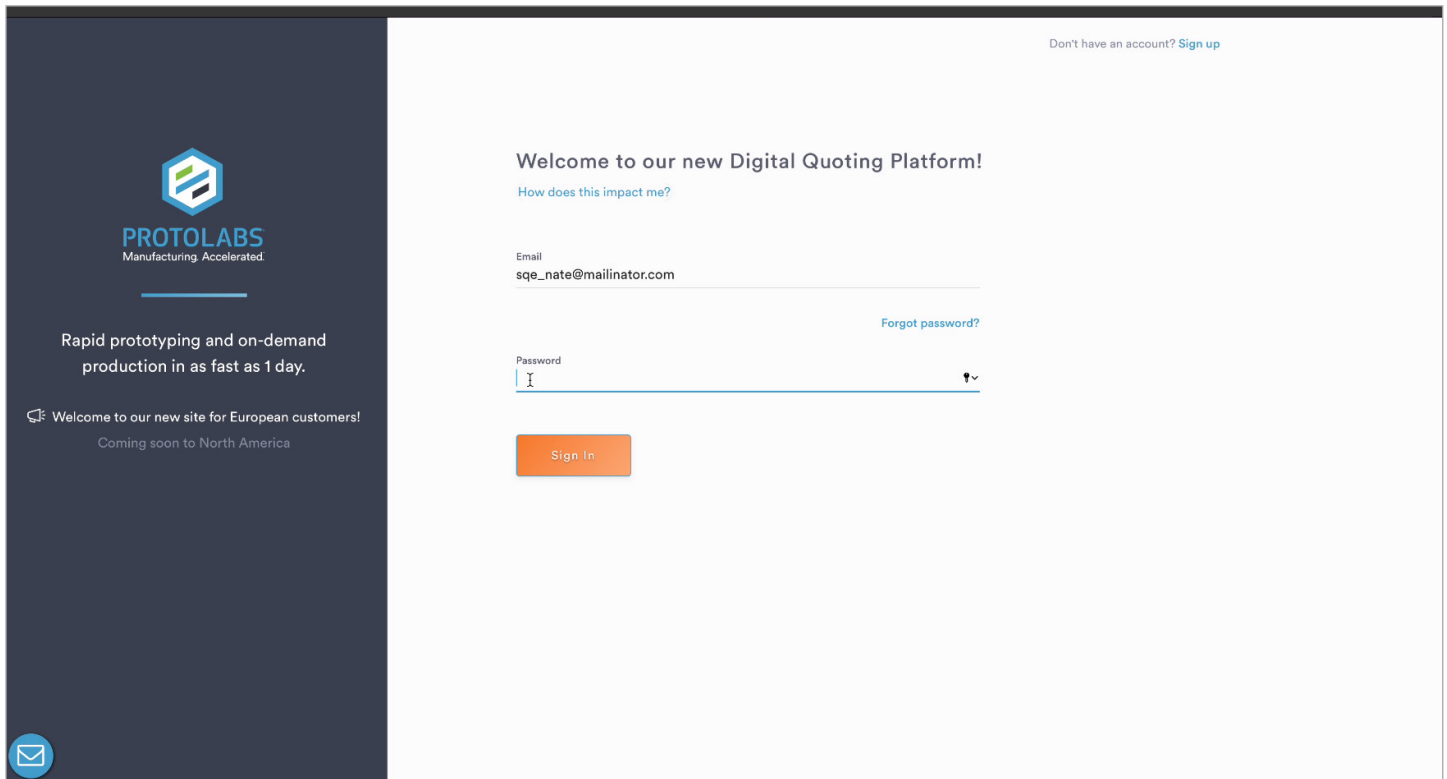 Don't have an account? Sign up
PROTOLABS
Manufacturing. Accelerated.
Rapid prototyping and on-demand
production in as fast as 1 day.
Welcome to our new site for European customers!
Coming soon to North America
Welcome to our new Digital Quoting Platform!
How does this impact me?
Email
sqe_nate@mailinator.com
Forgot password?
Password
Sign In